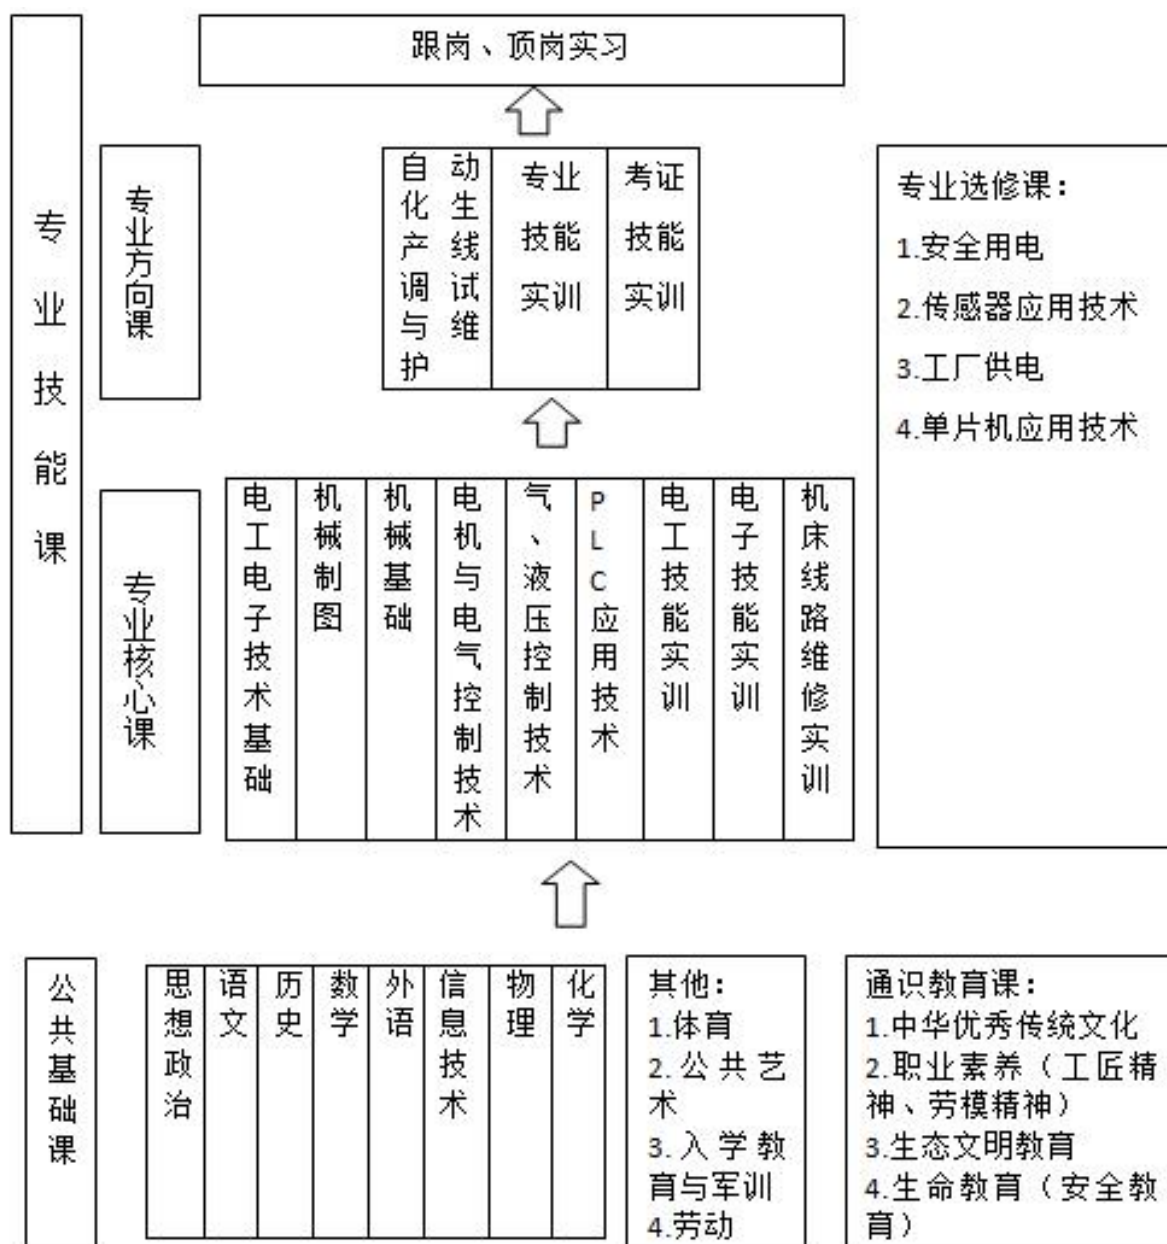 跟岗、顶岗实习
专业技能课
专业方向课
自动化生产线调试与维护
专业技能实训
考证技能实训
专业选修课：
1.安全用电
2.传感器应用技术
3.工厂供电
4.单片机应用技术
专业核心课
电工电子技术基础
机械制图
机械基础
电机与电气控制技术
气、液压控制技术
PLC应用技术
电工技能实训
电子技能实训
机床线路维修实训
公共基础课
思想政治
语文
历史
数学
外语
信息技术
物理
化学
其他：
1.体育
2.公共艺
术
3.入学教
育与军训
4.劳动
通识教育课：
1.中华优秀传统文化
2.职业素养（工匠精
神、劳模精神）
3.生态文明教育
4.生命教育（安全教
育）